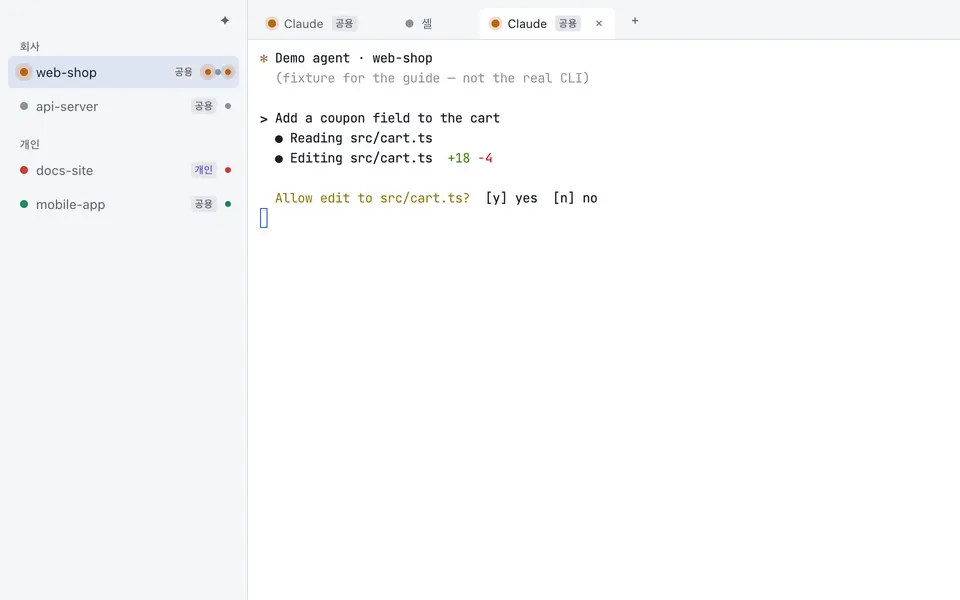 ✦
회사
web-shop 공용
api-server 공용
개인
docs-site 개인
mobile-app 공용
Claude 공용 셸 Claude 공용 × +
* Demo agent · web-shop
(fixture for the guide — not the real CLI)
> Add a coupon field to the cart
● Reading src/cart.ts
● Editing src/cart.ts +18 -4
Allow edit to src/cart.ts? [y] yes [n] no